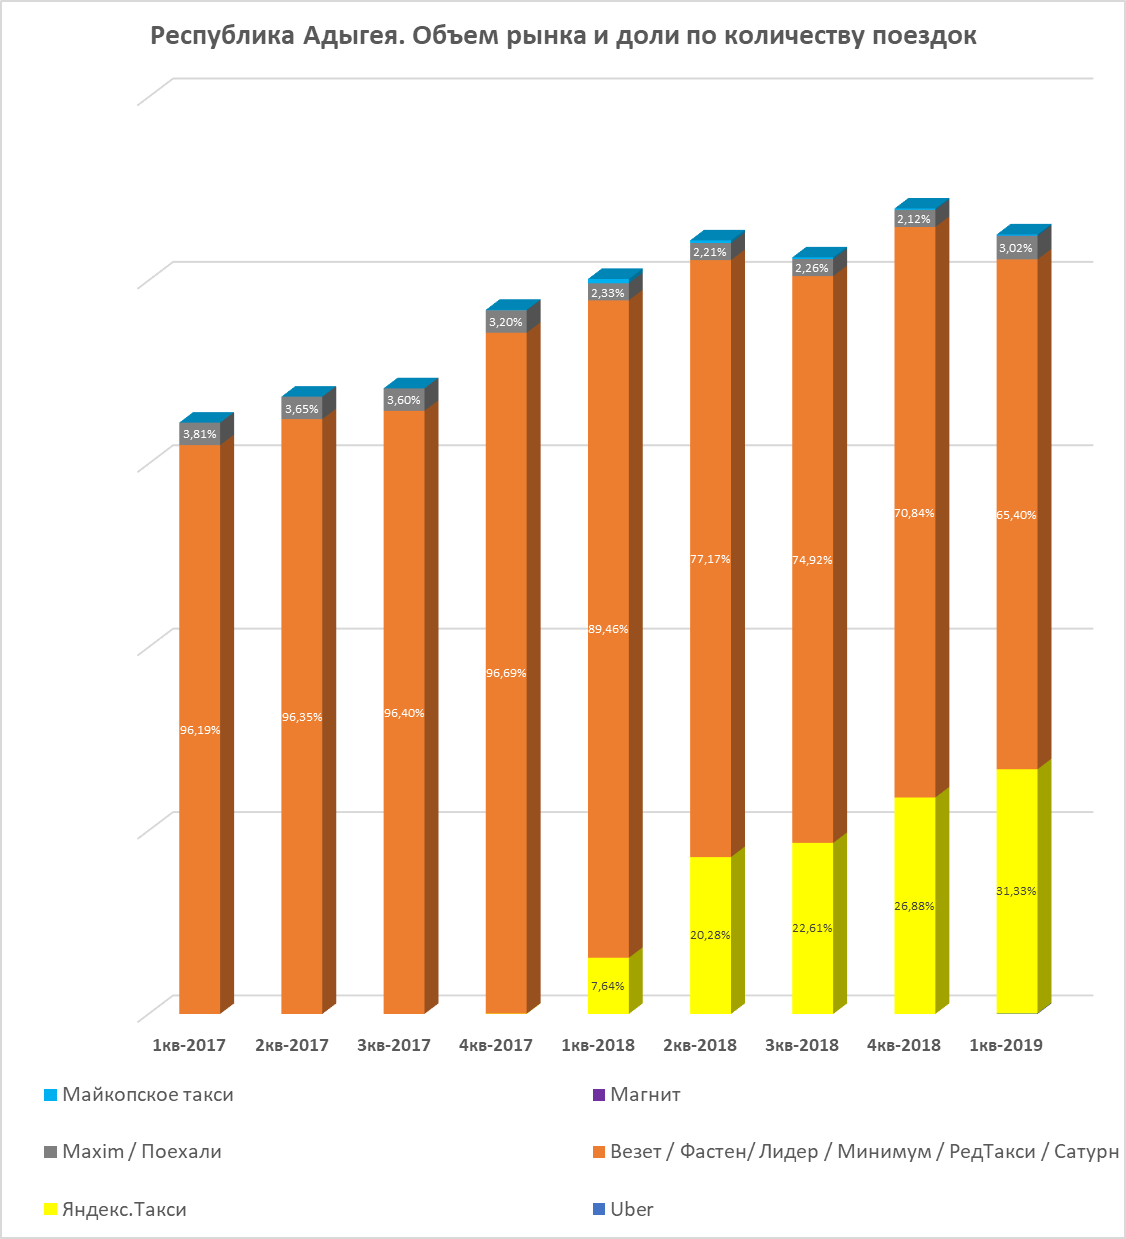 Республика Адыгея. Объем рынка и доли по количеству поездок
3,81%
3,65%
3,60%
3,20%
2,33%
2,21%
2,26%
2,12%
3,02%
96,19%
96,35%
96,40%
96,69%
89,46%
77,17%
74,92%
70,84%
65,40%
7,64%
20,28%
22,61%
26,88%
31,33%
1кв-2017 2кв-2017 3кв-2017 4кв-2017 1кв-2018 2кв-2018 3кв-2018 4кв-2018 1кв-2019
Майкопское такси
Магнит
Maxim / Поехали
Везет / Фастен/ Лидер / Минимум / РедТакси / Сатурн
Яндекс.Такси
Uber